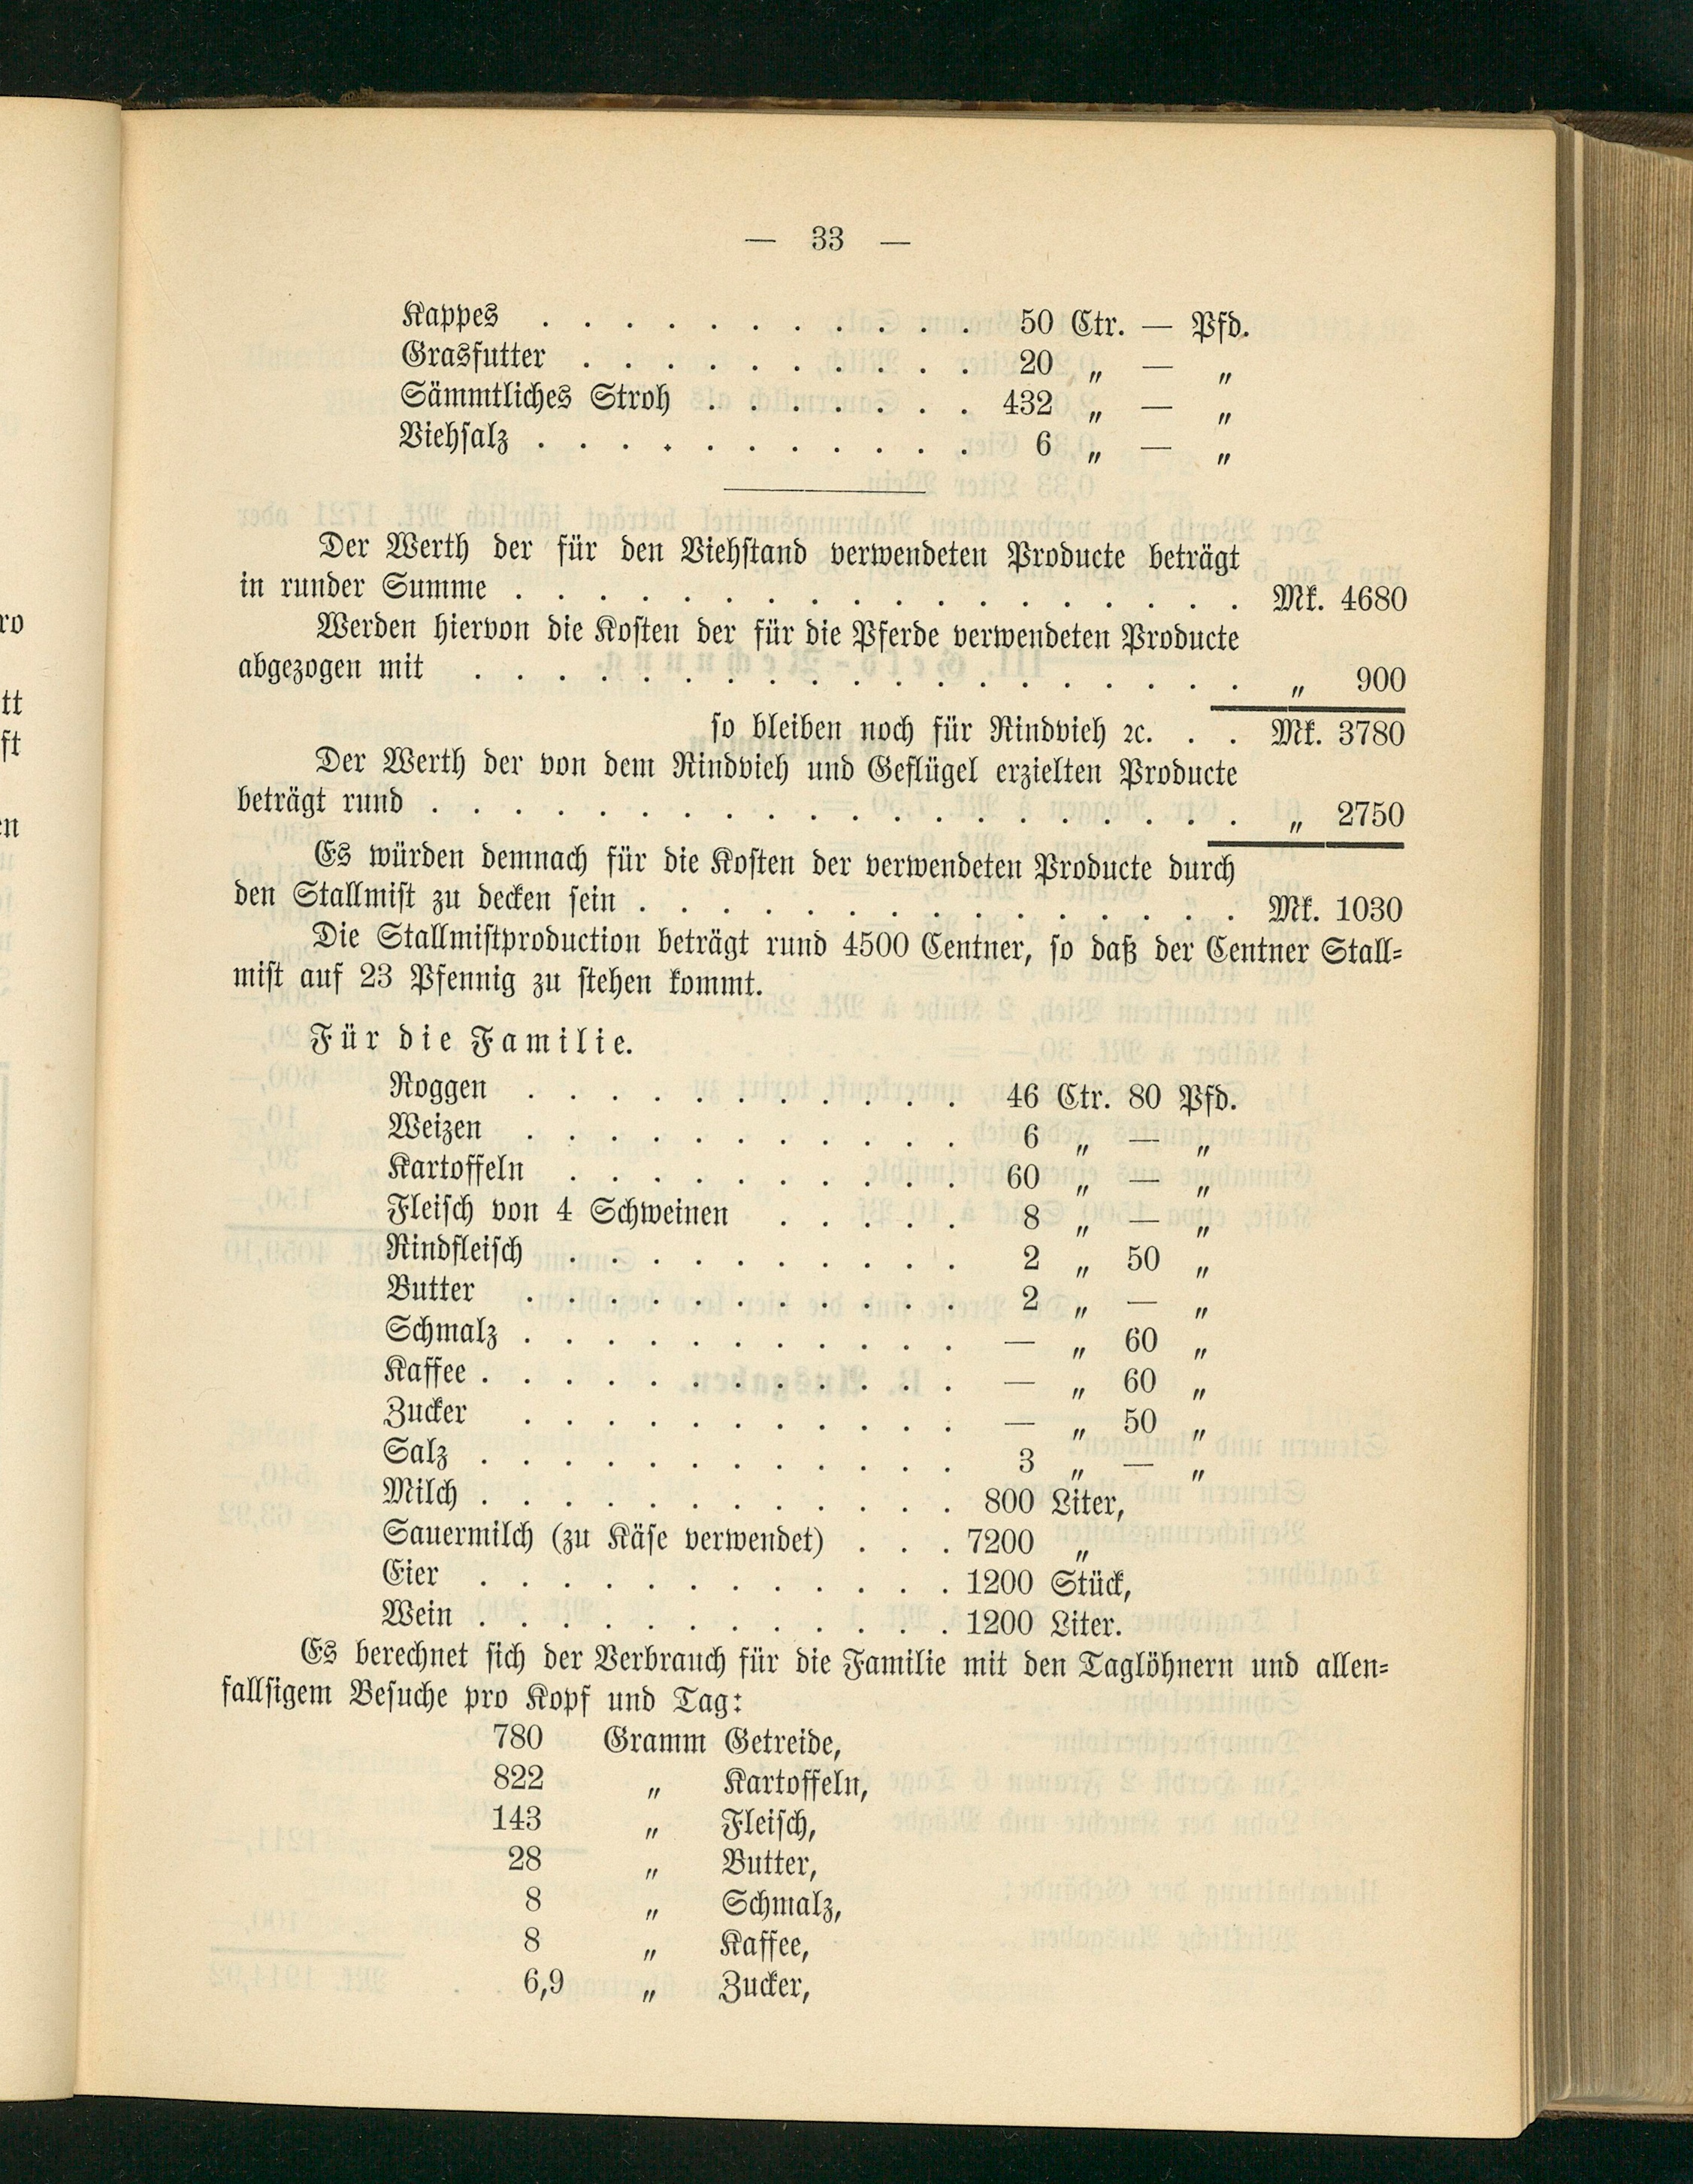 — 33 —
Kappes . . . . . . . . . . . 50 Ctr. — Pfd.
Grasfutter . . . . . . . . . . 20 „ — „
Sämmtliches Stroh . . . . . . . 432 „ — „
Viehsalz . . . . . . . . . . . 6 „ — „
Der Werth der für den Viehstand verwendeten Producte beträgt
in runder Summe . . . . . . . . . . . . . . . . . . Mk. 4680
Werden hiervon die Kosten der für die Pferde verwendeten Producte
abgezogen mit . . . . . . . . . . . . . . . . . . . „ 900
so bleiben noch für Rindvieh ꝛc. . . Mk. 3780
Der Werth der von dem Rindvieh und Geflügel erzielten Producte
beträgt rund . . . . . . . . . . . . . . . . . . . . „ 2750
Es würden demnach für die Kosten der verwendeten Producte durch
den Stallmist zu decken sein . . . . . . . . . . . . . . . Mk. 1030
Die Stallmistproduction beträgt rund 4500 Centner, so daß der Centner Stall-
mist auf 23 Pfennig zu stehen kommt.
Für die Familie.
Roggen . . . . . . . . . . . 46 Ctr. 80 Pfd.
Weizen . . . . . . . . . . . 6 „ — „
Kartoffeln . . . . . . . . . . 60 „ — „
Fleisch von 4 Schweinen . . . . . 8 „ — „
Rindfleisch . . . . . . . . . . 2 „ 50 „
Butter . . . . . . . . . . . 2 „ — „
Schmalz . . . . . . . . . . . — „ 60 „
Kaffee . . . . . . . . . . . . — „ 60 „
Zucker . . . . . . . . . . . — „ 50 „
Salz . . . . . . . . . . . . 3 „ — „
Milch . . . . . . . . . . . . 800 Liter,
Sauermilch (zu Käse verwendet) . . . 7200 „
Eier . . . . . . . . . . . . 1200 Stück,
Wein . . . . . . . . . . . . 1200 Liter.
Es berechnet sich der Verbrauch für die Familie mit den Taglöhnern und allen-
fallsigem Besuche pro Kopf und Tag:
780 Gramm Getreide,
822 „ Kartoffeln,
143 „ Fleisch,
28 „ Butter,
8 „ Schmalz,
8 „ Kaffee,
6,9 „ Zucker,